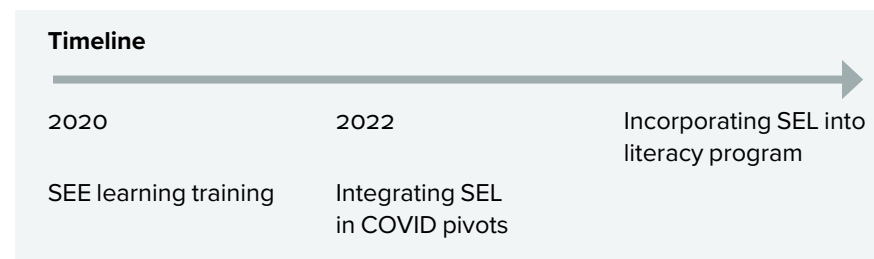 Timeline
2020
SEE learning training
2022
Integrating SEL
in COVID pivots
Incorporating SEL into
literacy program